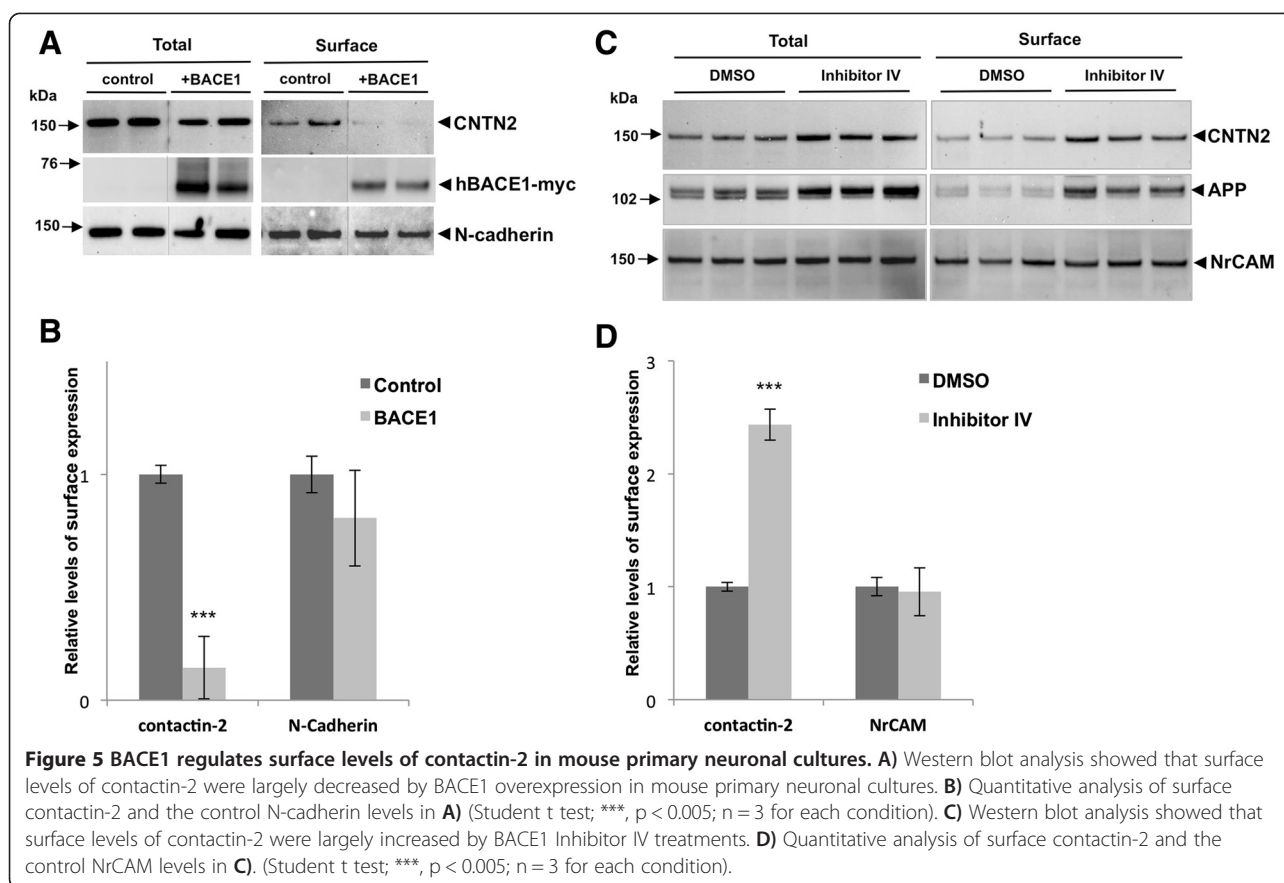 A
Total
Surface
control
+BACE1
control
+BACE1
kDa
150
CNTN2
76
hBACE1-myc
150
N-cadherin
C
Total
Surface
DMSO
Inhibitor IV
DMSO
Inhibitor IV
kDa
150
CNTN2
102
APP
150
NrCAM
B
Relative levels of surface expression
1
0
Control
BACE1
***
contactin-2
N-Cadherin
D
Relative levels of surface expression
3
2
1
0
DMSO
Inhibitor IV
***
contactin-2
NrCAM
Figure 5 BACE1 regulates surface levels of contactin-2 in mouse primary neuronal cultures. A) Western blot analysis showed that surface
levels of contactin-2 were largely decreased by BACE1 overexpression in mouse primary neuronal cultures. B) Quantitative analysis of surface
contactin-2 and the control N-cadherin levels in A) (Student t test; ***, p < 0.005; n = 3 for each condition). C) Western blot analysis showed that
surface levels of contactin-2 were largely increased by BACE1 Inhibitor IV treatments. D) Quantitative analysis of surface contactin-2 and the
control NrCAM levels in C). (Student t test; ***, p < 0.005; n = 3 for each condition).